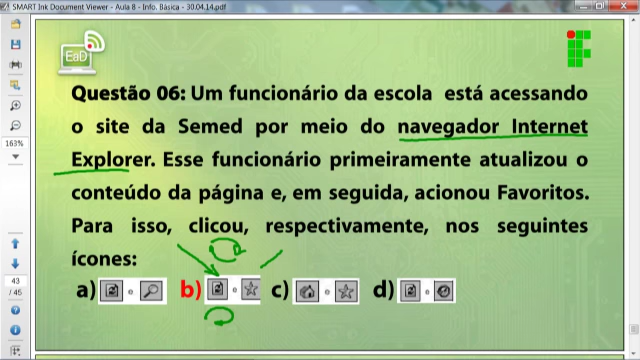 SMART Ink Document Viewer - Aula 8 - Info. Básica - 30.04.14.pdf
EaD
Questão 06: Um funcionário da escola está acessando
o site da Semed por meio do navegador Internet
Explorer. Esse funcionário primeiramente atualizou o
conteúdo da página e, em seguida, acionou Favoritos.
Para isso, clicou, respectivamente, nos seguintes
ícones:
a) e b) e c) e d) e
163%
43
/ 45